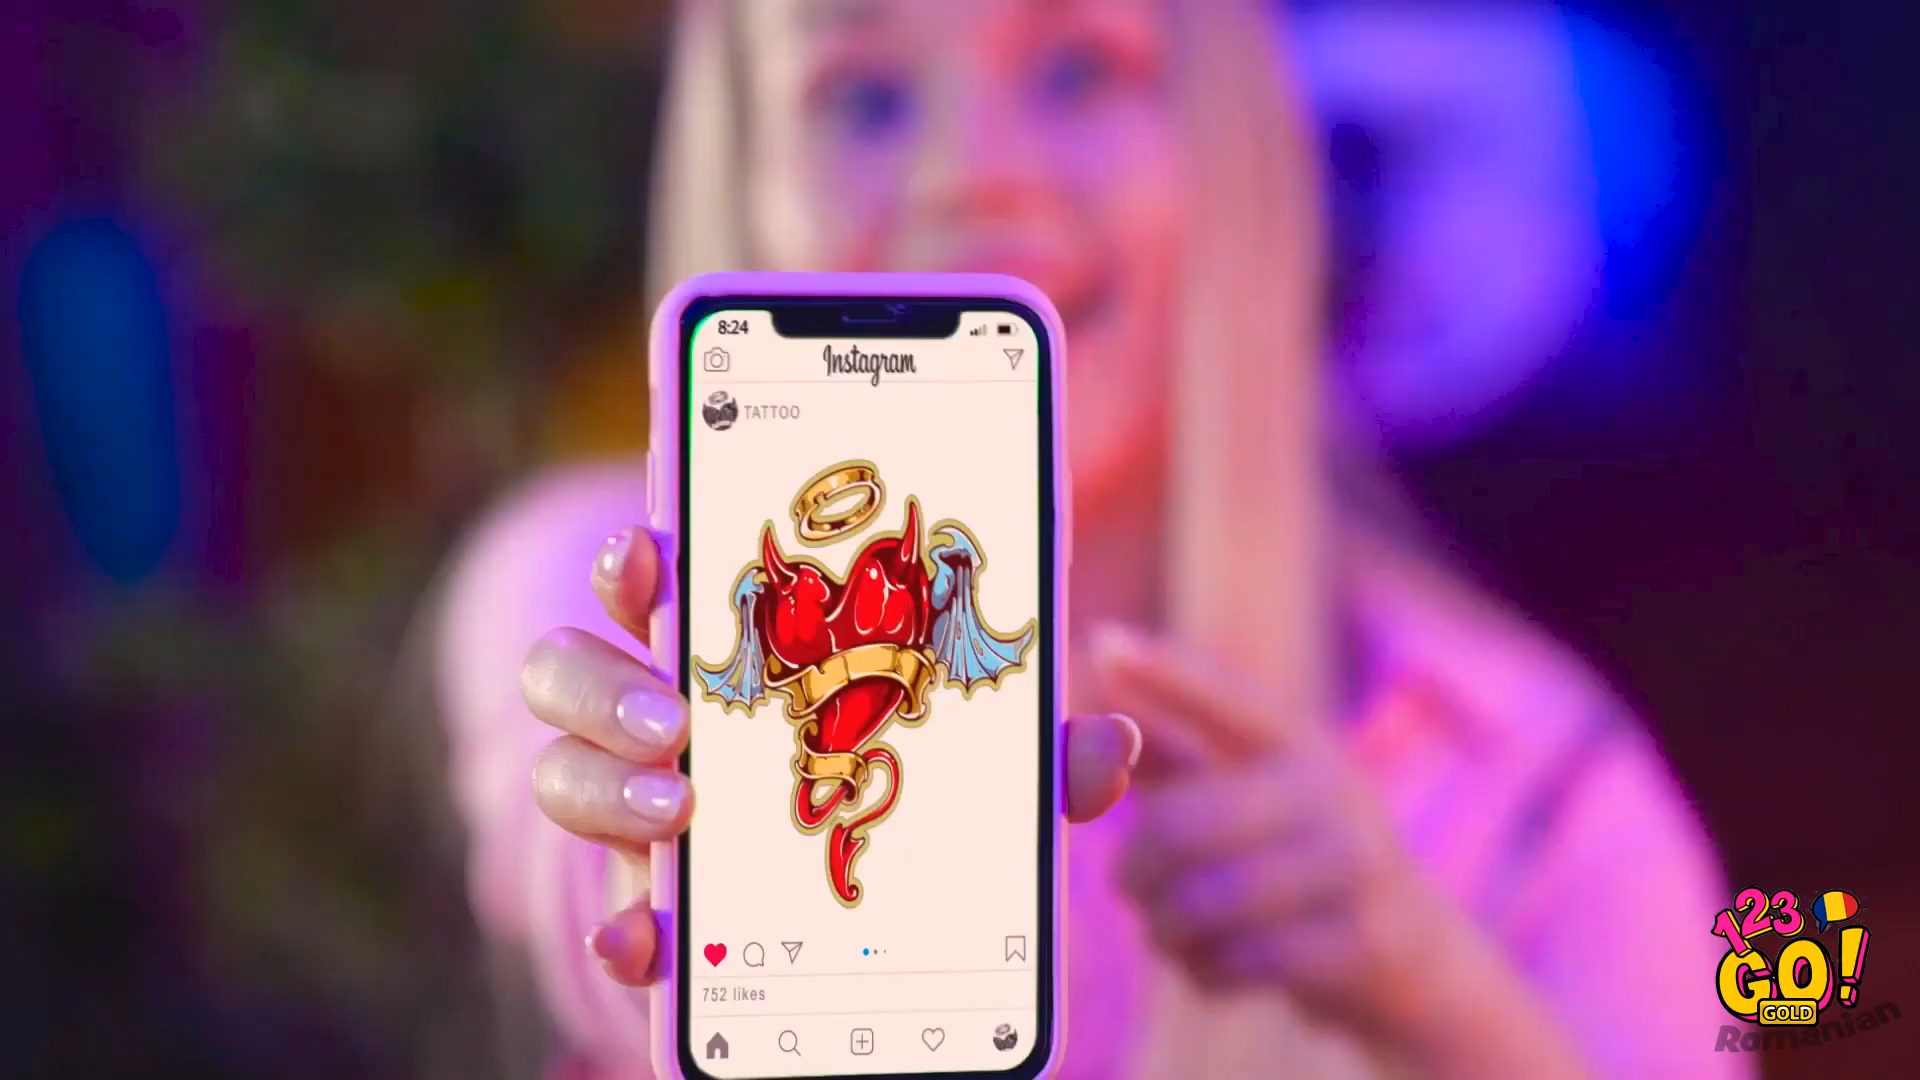 8:24
Instagram
TATTOO
752 likes
123
GO!
GOLD
Romanian